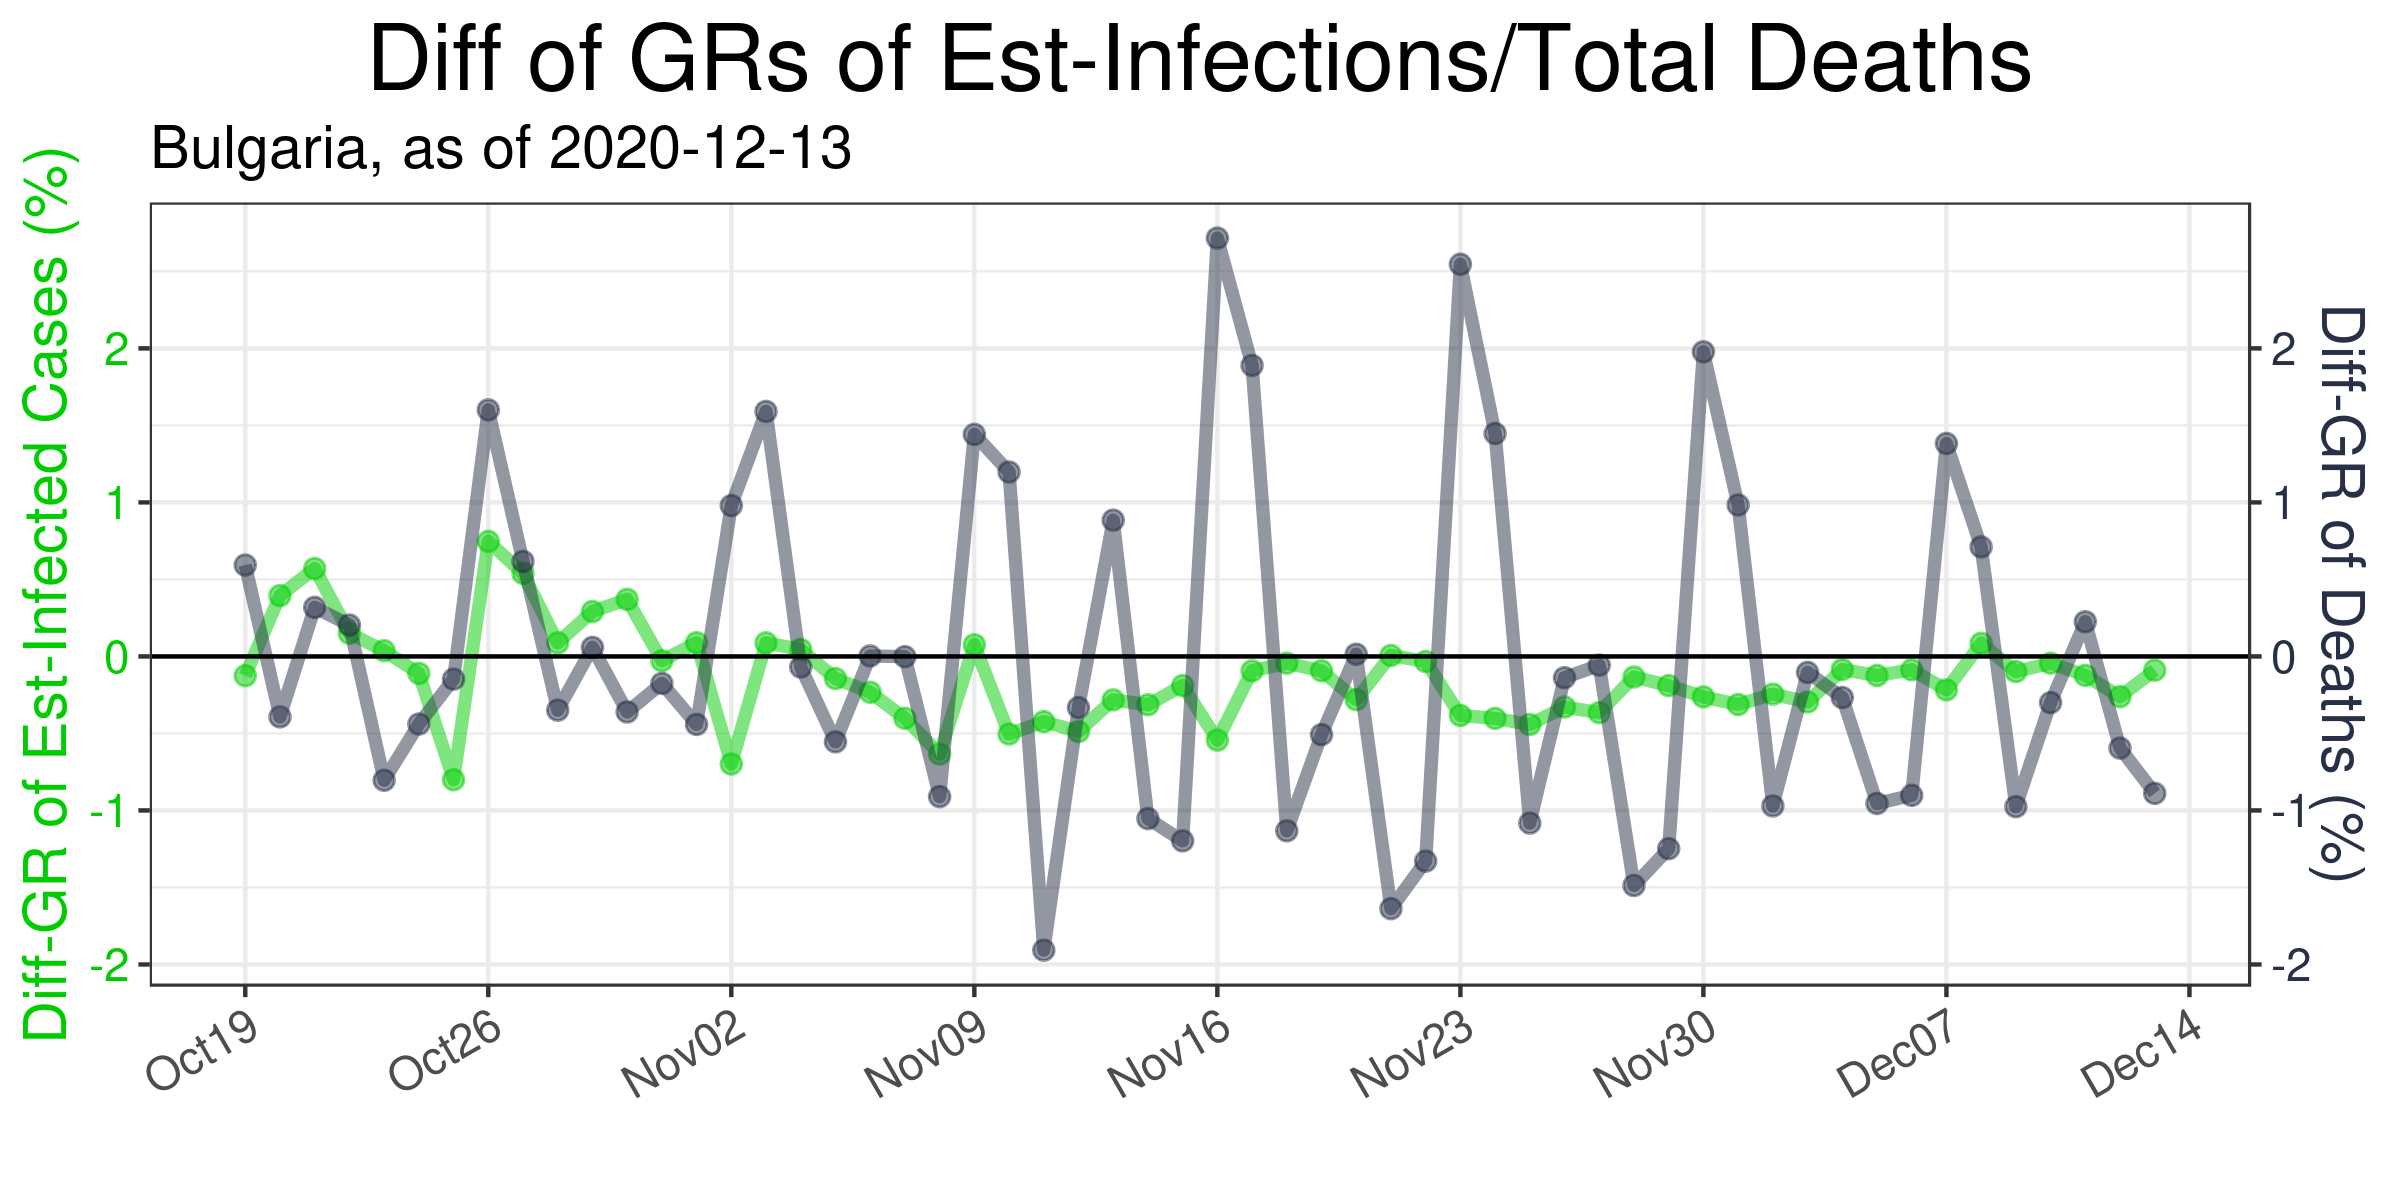 Diff of GRs of Est-Infections/Total Deaths
Bulgaria, as of 2020-12-13
Diff-GR of Est-Infected Cases (%)
2
1
0
-1
-2
2
1
0
-1
-2
Diff-GR of Deaths (%)
Oct19
Oct26
Nov02
Nov09
Nov16
Nov23
Nov30
Dec07
Dec14